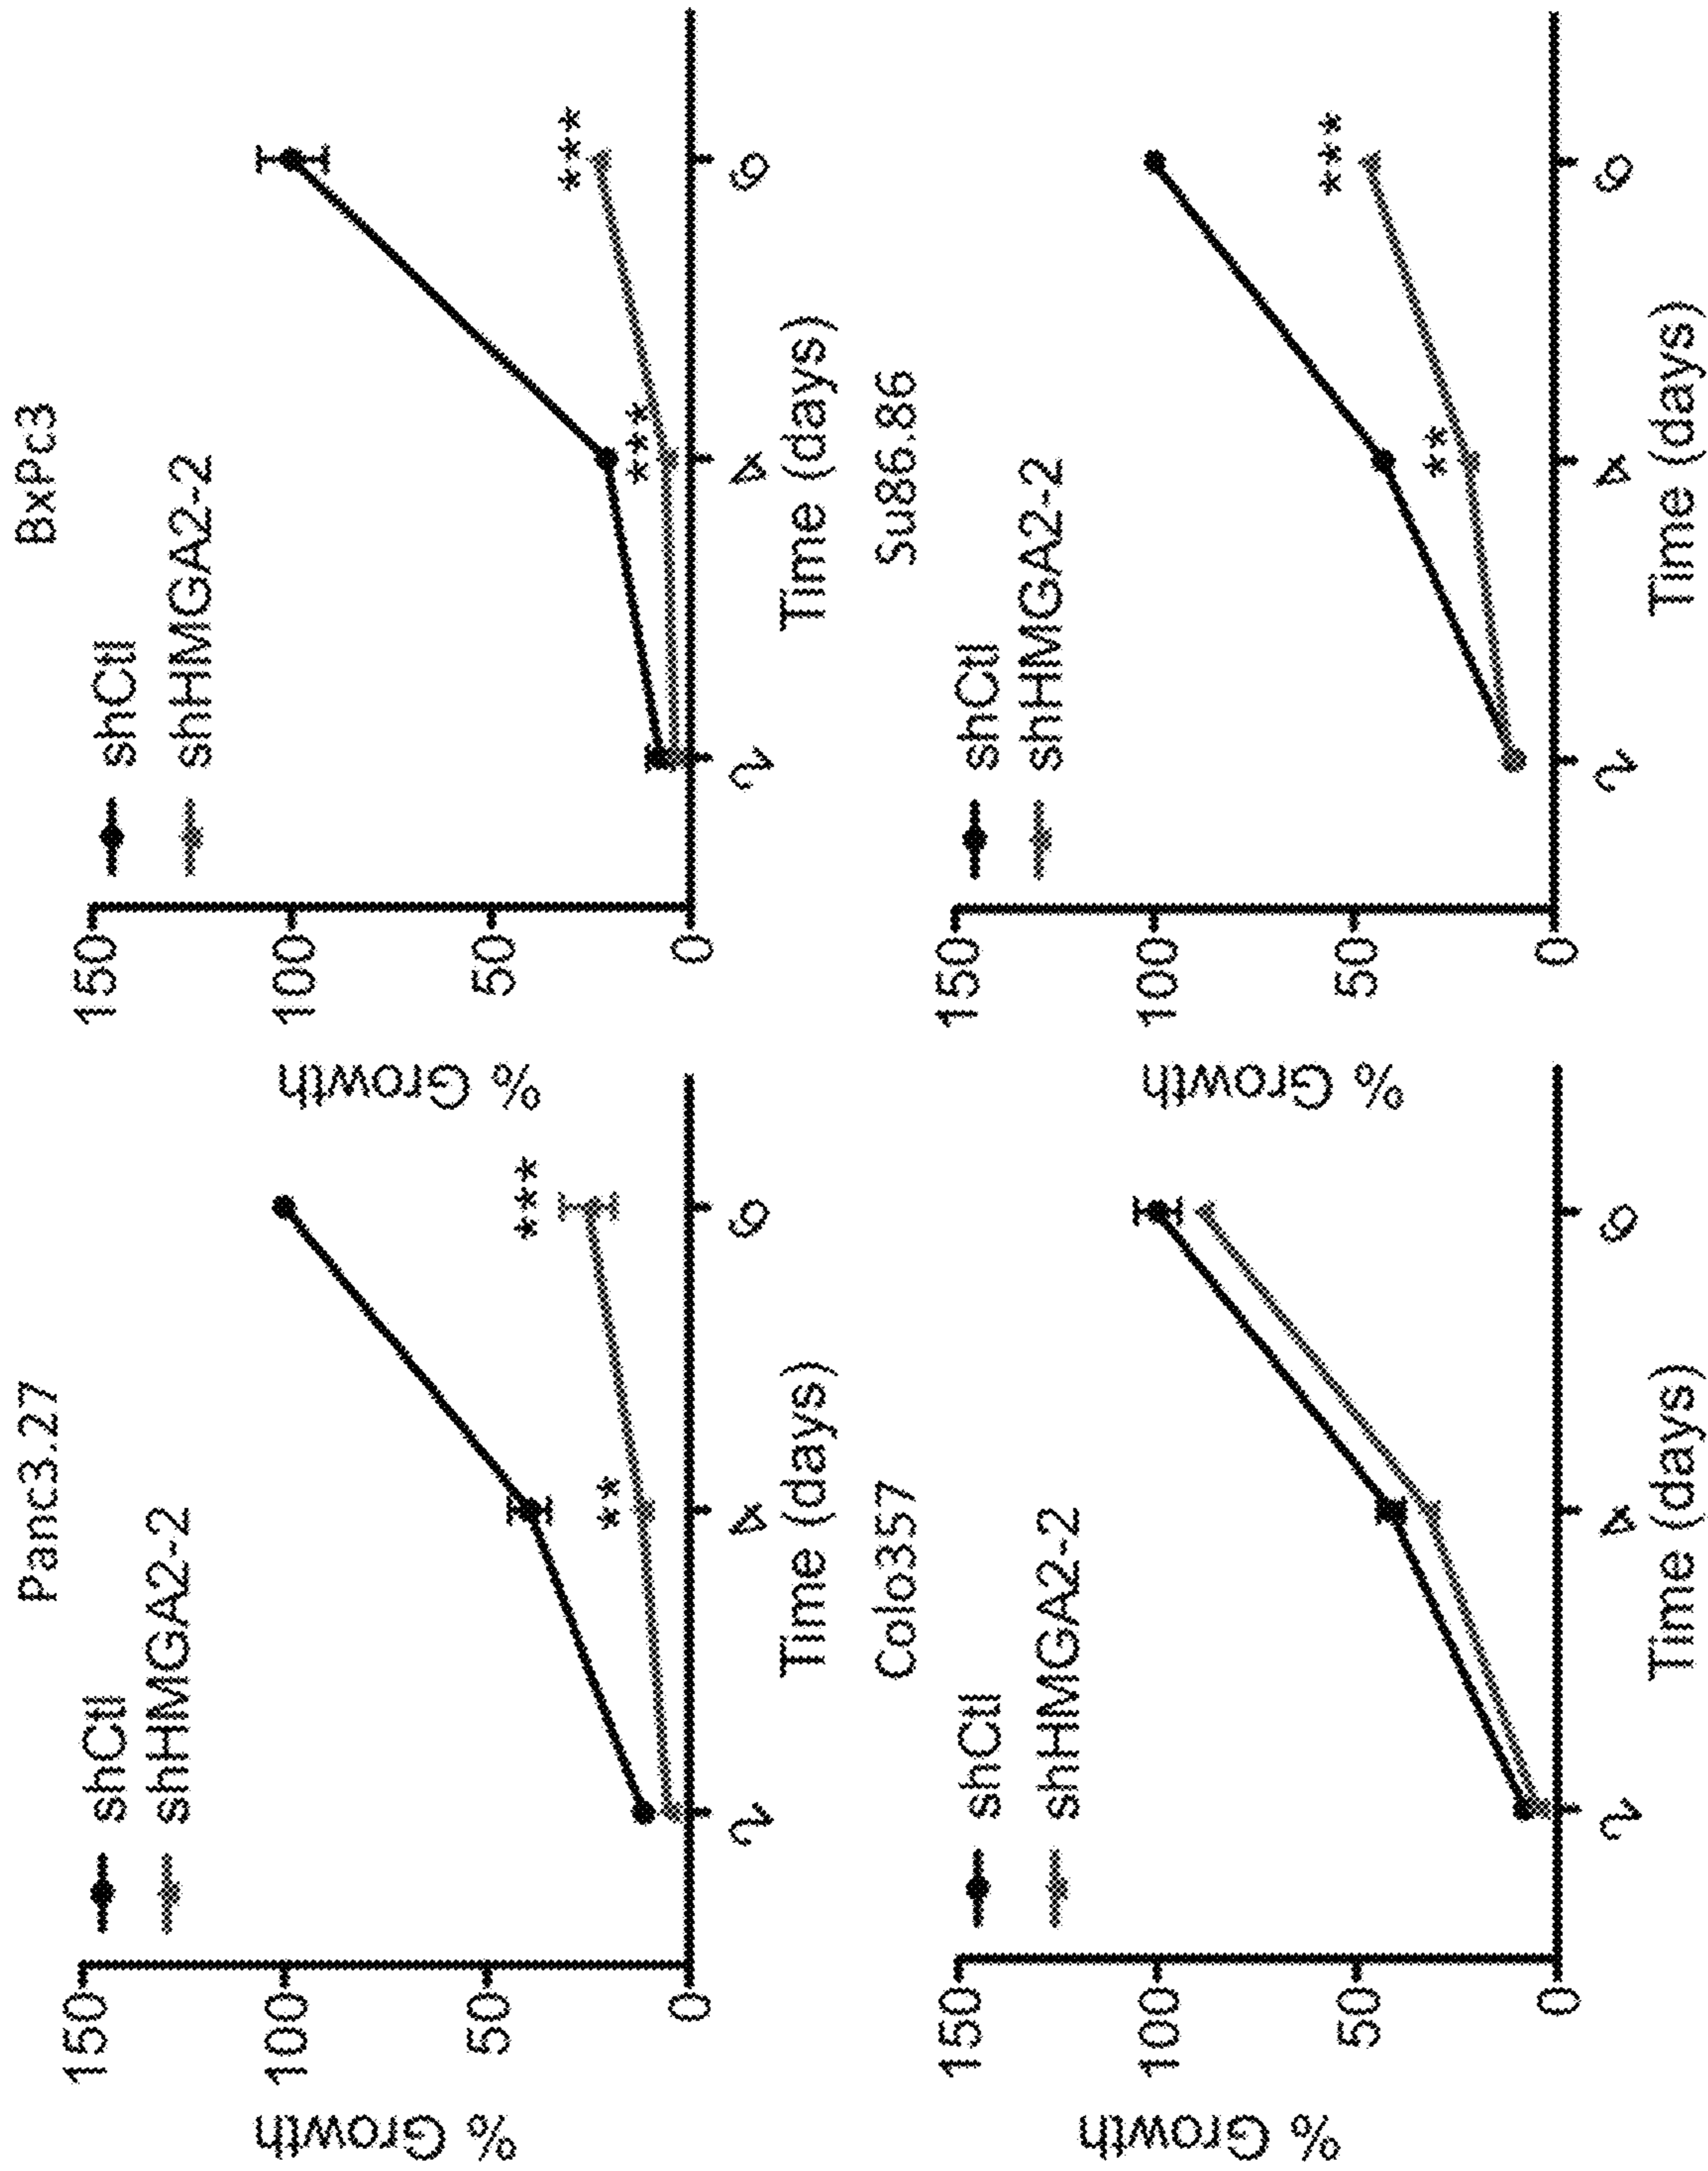 Panc3.27
shCtl
shHMGA2-2
**
***
% Growth
150
100
50
0
2
4
6
Time (days)
BxPc3
shCtl
shHMGA2-2
***
***
% Growth
150
100
50
0
2
4
6
Time (days)
Colo357
shCtl
shHMGA2-2
% Growth
150
100
50
0
2
4
6
Time (days)
Su86.86
shCtl
shHMGA2-2
**
***
% Growth
150
100
50
0
2
4
6
Time (days)